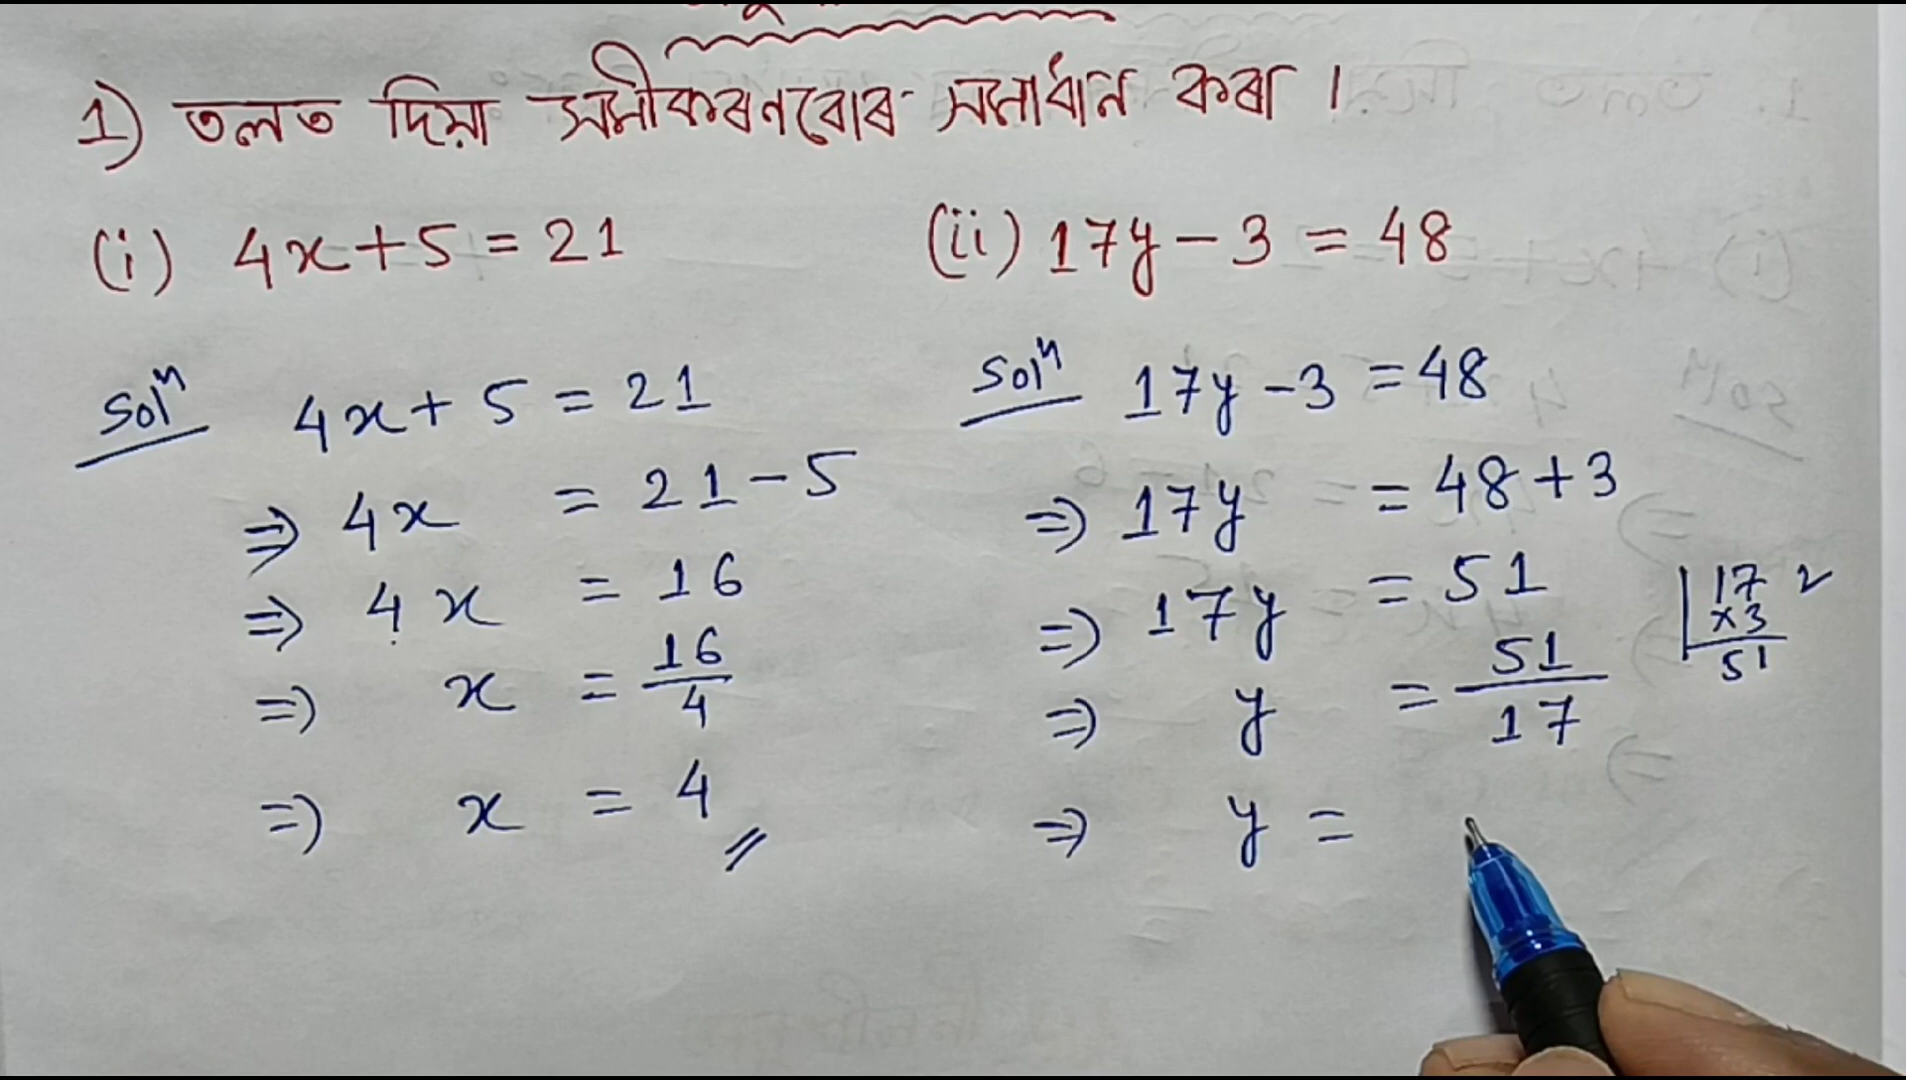 1) তলত দিয়া সমীকৰণবোৰ সমাধান কৰা ।
(i) 4x+5=21
(ii) 17y-3=48
Solⁿ 4x+5=21
⇒ 4x = 21-5
⇒ 4x = 16
⇒ x = 16/4
⇒ x = 4
Solⁿ 17y-3=48
⇒ 17y = 48+3
⇒ 17y = 51
⇒ y = 51/17
⇒ y =
17
×3
51